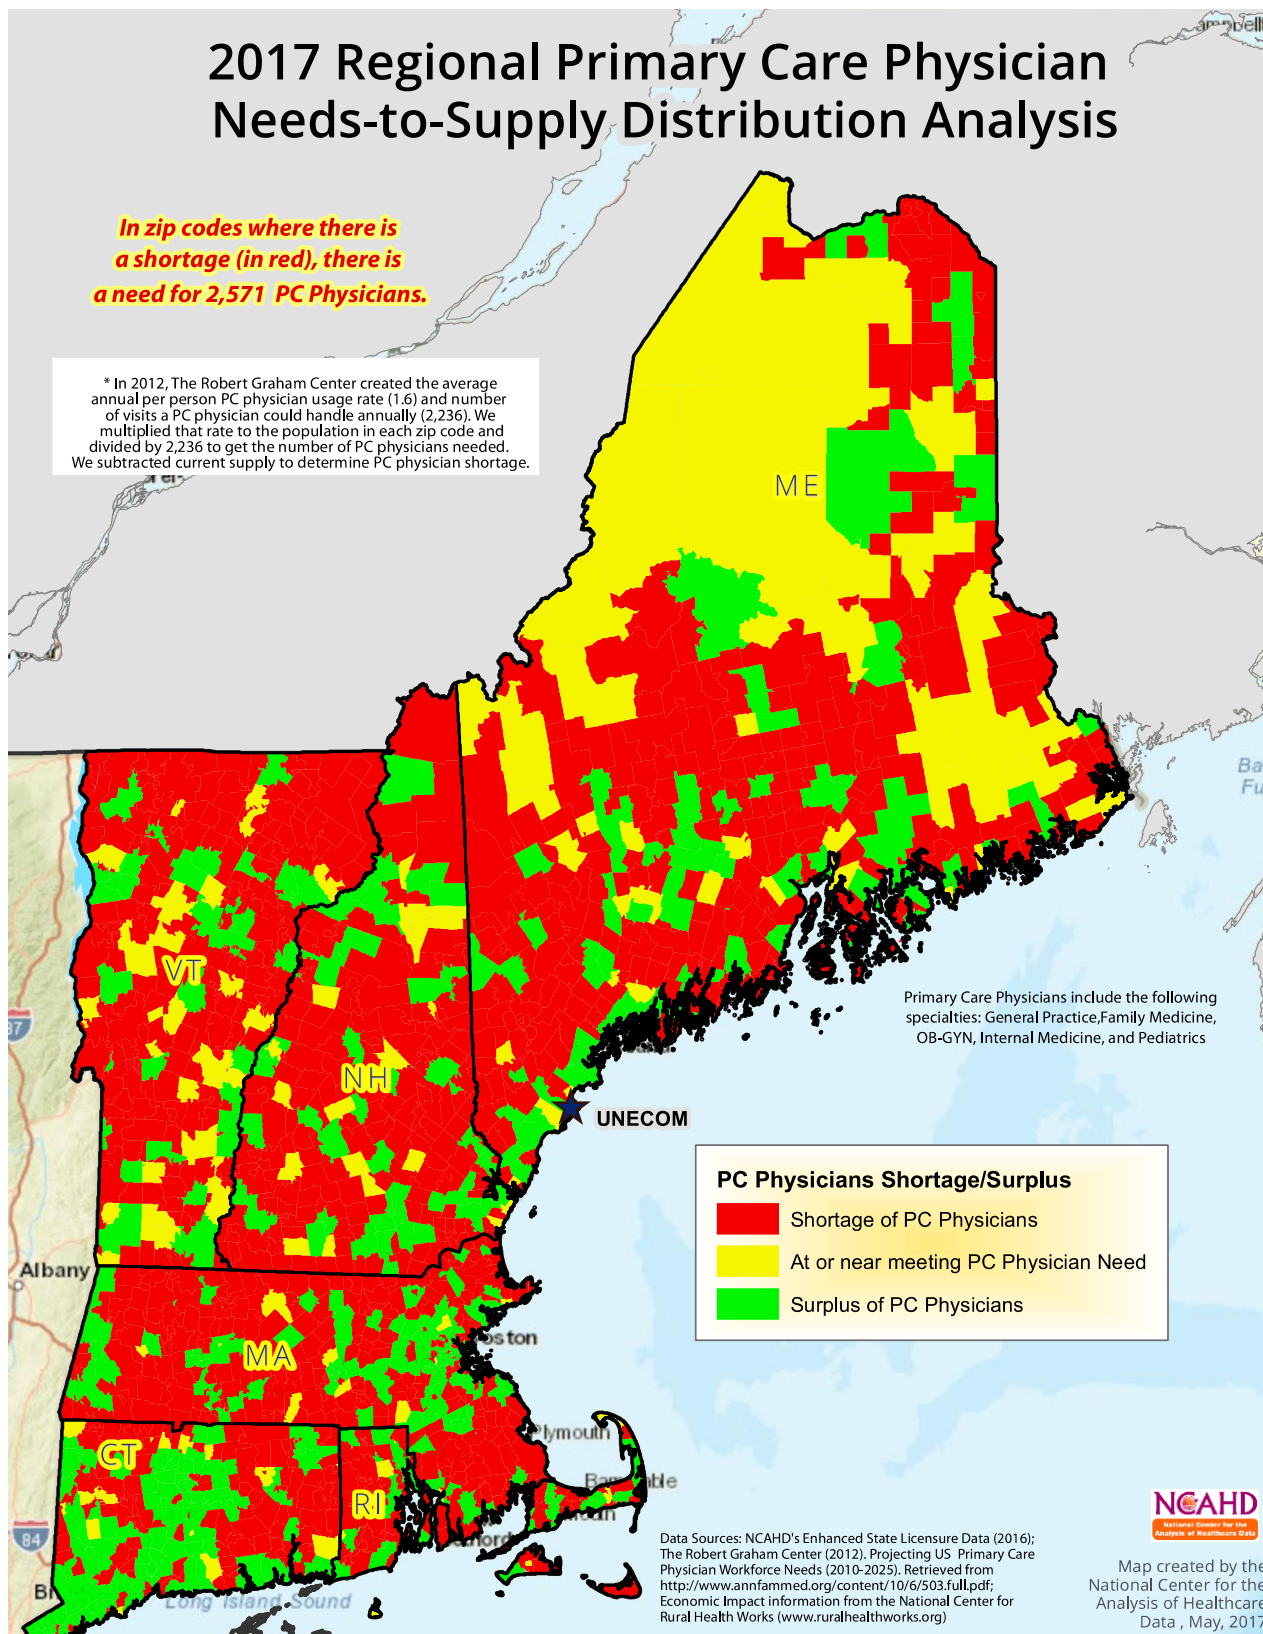 2017 Regional Primary Care Physician
Needs-to-Supply Distribution Analysis
In zip codes where there is
a shortage (in red), there is
a need for 2,571 PC Physicians.
* In 2012, The Robert Graham Center created the average
annual per person PC physician usage rate (1.6) and number
of visits a PC physician could handle annually (2,236). We
multiplied that rate to the population in each zip code and
divided by 2,236 to get the number of PC physicians needed.
We subtracted current supply to determine PC physician shortage.
ME
VT
NH
Primary Care Physicians include the following
specialties: General Practice,Family Medicine,
OB-GYN, Internal Medicine, and Pediatrics
87
UNECOM
PC Physicians Shortage/Surplus
Shortage of PC Physicians
At or near meeting PC Physician Need
Surplus of PC Physicians
Albany
oston
MA
Plymouth
CT
RI
84
Long Island Sound
Data Sources: NCAHD's Enhanced State Licensure Data (2016);
The Robert Graham Center (2012). Projecting US Primary Care
Physician Workforce Needs (2010-2025). Retrieved from
http://www.annfammed.org/content/10/6/503.full.pdf;
Economic Impact information from the National Center for
Rural Health Works (www.ruralhealthworks.org)
NCAHD
National Center for the
Analysis of Healthcare Data
Map created by the
National Center for the
Analysis of Healthcare
Data , May, 2017